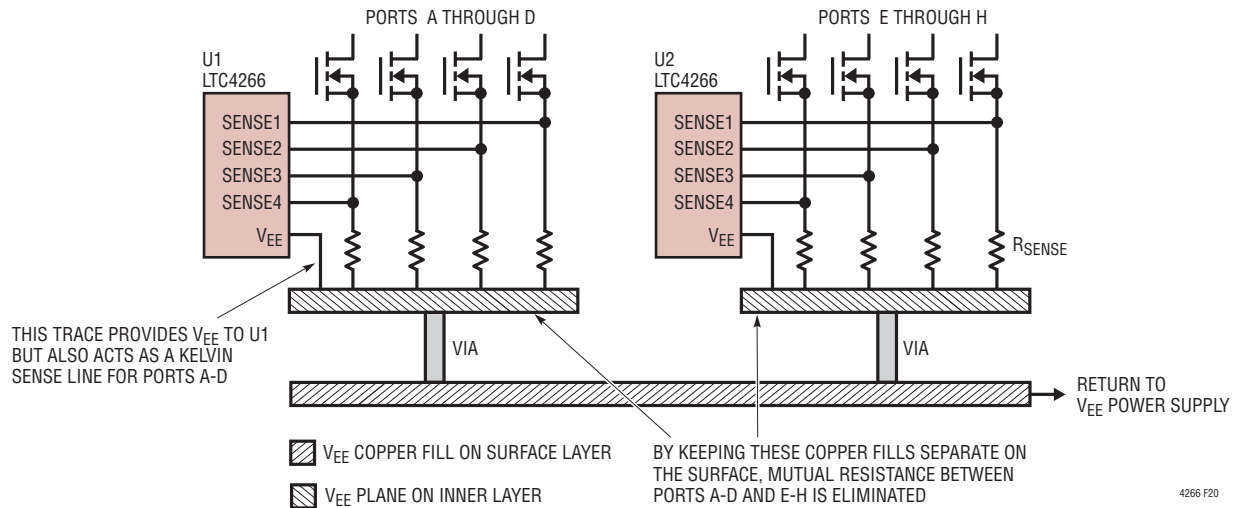 PORTS A THROUGH D
PORTS E THROUGH H
U1
LTC4266
SENSE1
SENSE2
SENSE3
SENSE4
VEE
U2
LTC4266
SENSE1
SENSE2
SENSE3
SENSE4
VEE
RSENSE
THIS TRACE PROVIDES VEE TO U1
BUT ALSO ACTS AS A KELVIN
SENSE LINE FOR PORTS A-D
VIA
VIA
RETURN TO
VEE POWER SUPPLY
VEE COPPER FILL ON SURFACE LAYER
VEE PLANE ON INNER LAYER
BY KEEPING THESE COPPER FILLS SEPARATE ON
THE SURFACE, MUTUAL RESISTANCE BETWEEN
PORTS A-D AND E-H IS ELIMINATED
4266 F20